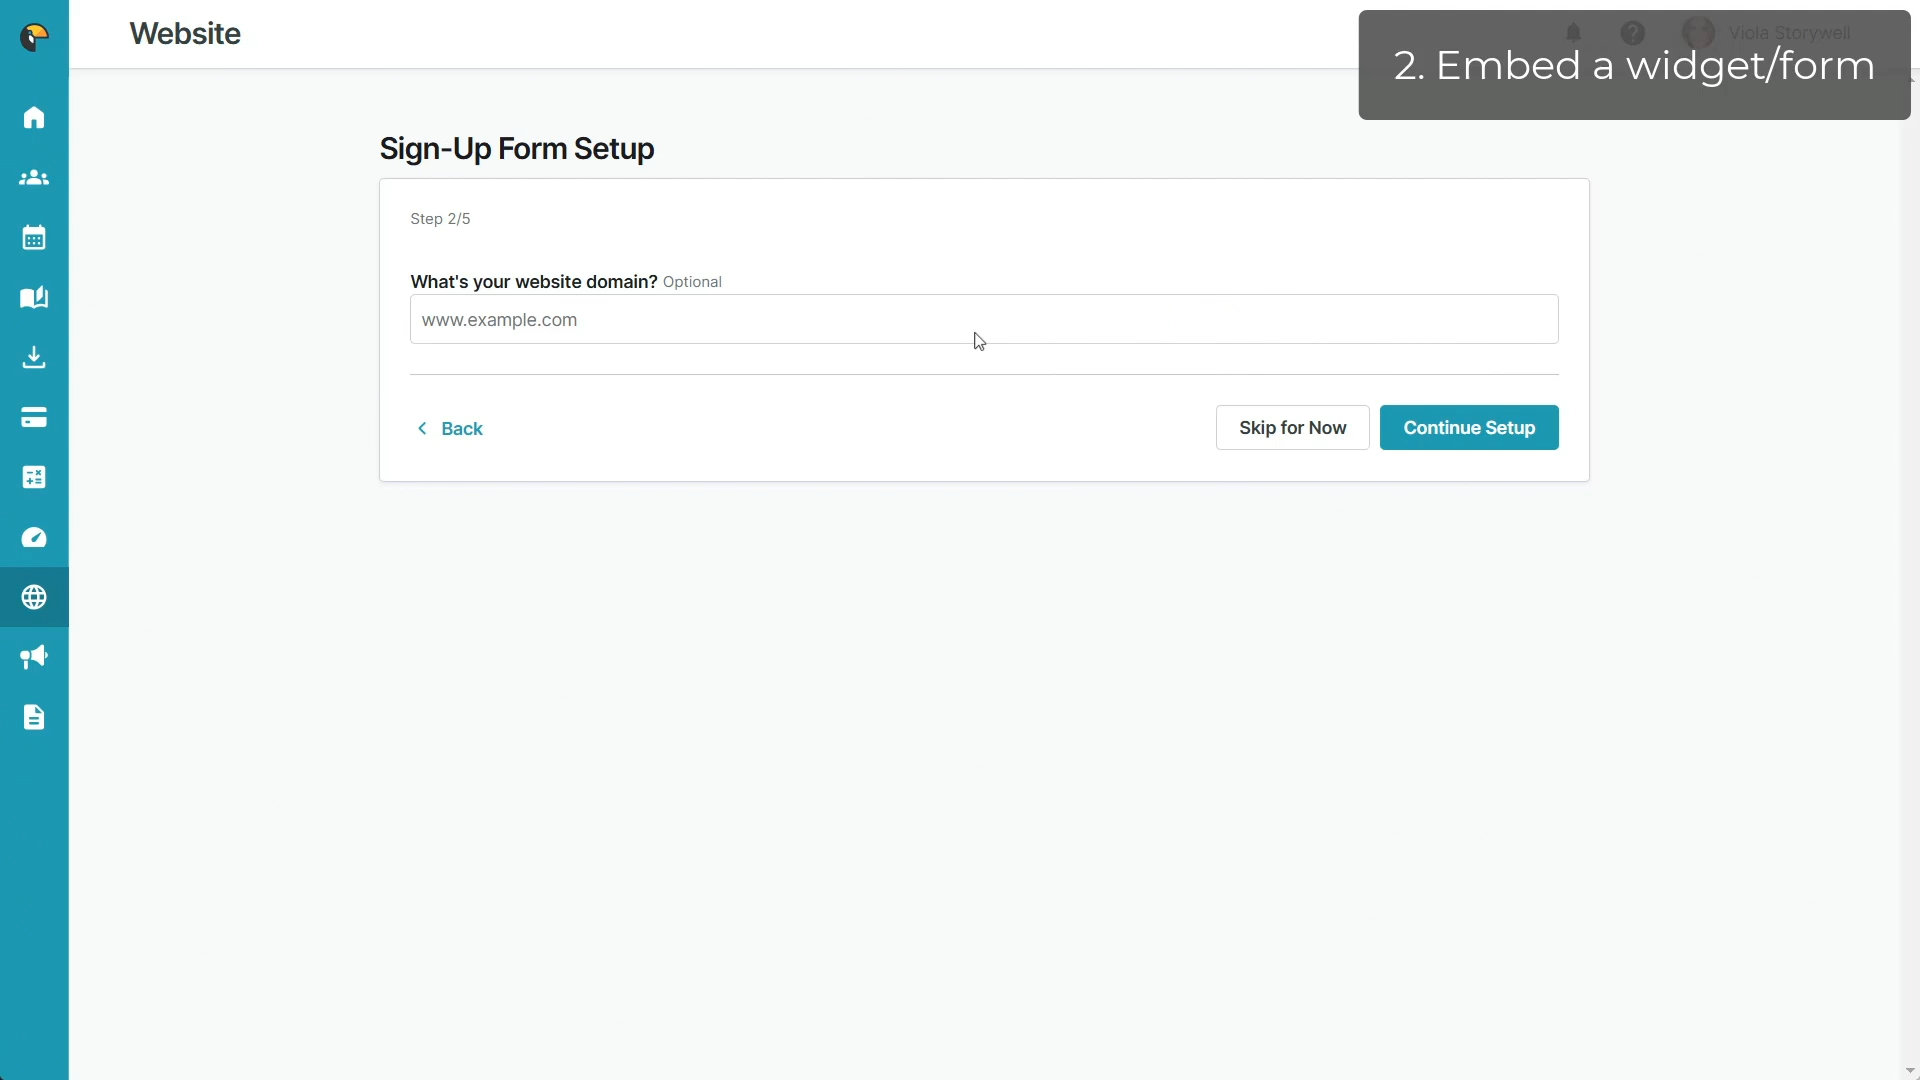 Website
Viola Storywell
2. Embed a widget/form
Sign-Up Form Setup
Step 2/5
What's your website domain? Optional
www.example.com
Back
Skip for Now
Continue Setup